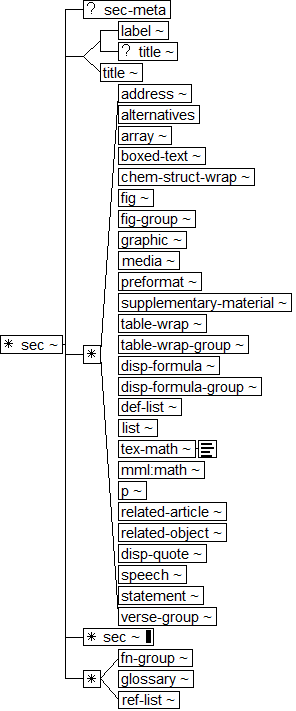 ? sec-meta
label ~
? title ~
title ~
address ~
alternatives
array ~
boxed-text ~
chem-struct-wrap ~
fig ~
fig-group ~
graphic ~
media ~
preformat ~
supplementary-material ~
table-wrap ~
* sec ~
*
table-wrap-group ~
disp-formula ~
disp-formula-group ~
def-list ~
list ~
tex-math ~
mml:math ~
p ~
related-article ~
related-object ~
disp-quote ~
speech ~
statement ~
verse-group ~
* sec ~
fn-group ~
* glossary ~
ref-list ~